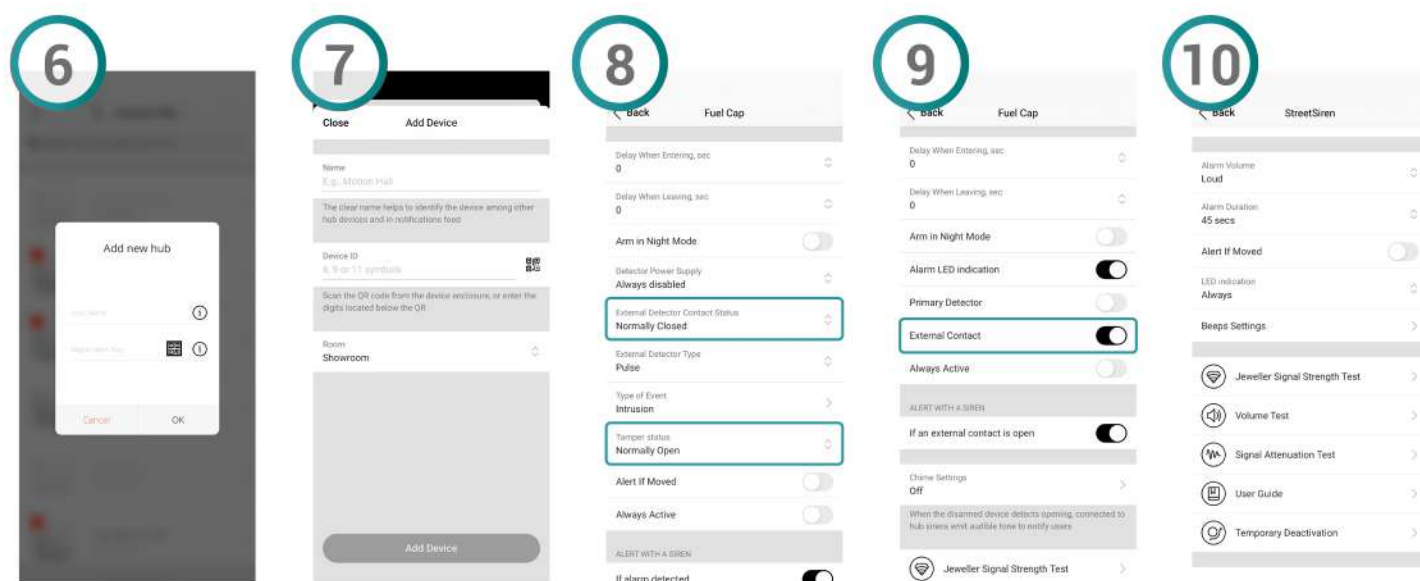 6
Add new hub
Cancel
OK
7
Close
Add Device
Name
E.g., Motion Hall
The clear name helps to identify the device among other
hub devices and in notifications feed
Device ID
6, 9 or 11 symbols
Scan the QR code from the device enclosure, or enter the
digits located below the QR
Room
Showroom
Add Device
8
Back
Fuel Cap
Delay When Entering, sec
0
Delay When Leaving, sec
0
Arm in Night Mode
Detector Power Supply
Always disabled
External Detector Contact Status
Normally Closed
External Detector Type
Pulse
Type of Event
Intrusion
Tamper status
Normally Open
Alert If Moved
Always Active
ALERT WITH A SIREN
If alarm detected
9
Back
Fuel Cap
Delay When Entering, sec
0
Delay When Leaving, sec
0
Arm in Night Mode
Alarm LED indication
Primary Detector
External Contact
Always Active
ALERT WITH A SIREN
If an external contact is open
Chime Settings
Off
When the disarmed device detects opening, connected to
hub sirens emit audible tone to notify users
Jeweller Signal Strength Test
10
Back
StreetSiren
Alarm Volume
Loud
Alarm Duration
45 secs
Alert If Moved
LED indication
Always
Beeps Settings
Jeweller Signal Strength Test
Volume Test
Signal Attenuation Test
User Guide
Temporary Deactivation